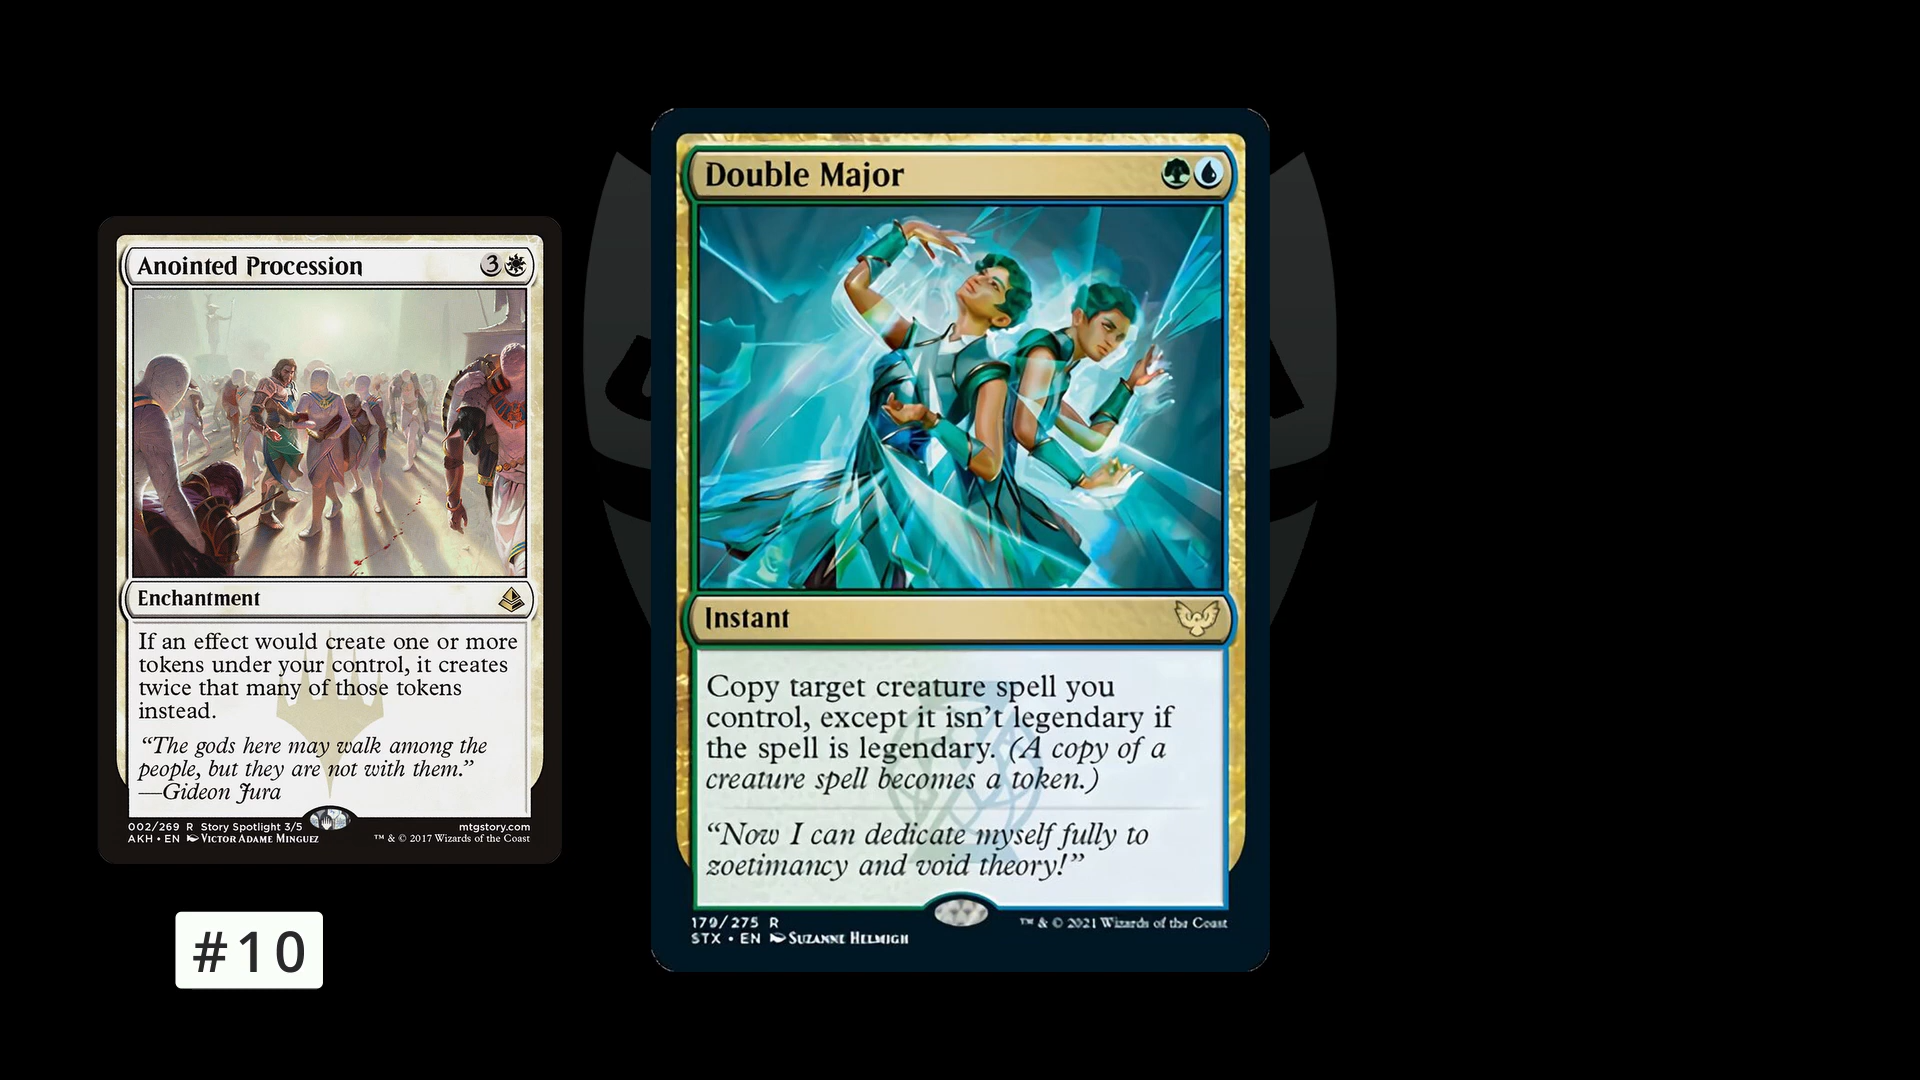 Anointed Procession
3
Enchantment
If an effect would create one or more
tokens under your control, it creates
twice that many of those tokens
instead.
“The gods here may walk among the
people, but they are not with them.”
—Gideon Jura
002/269 R Story Spotlight 3/5
mtgstory.com
AKH • EN Victor Adame Minguez
™ & © 2017 Wizards of the Coast
#10
Double Major
Instant
Copy target creature spell you
control, except it isn’t legendary if
the spell is legendary. (A copy of a
creature spell becomes a token.)
“Now I can dedicate myself fully to
zoetimancy and void theory!”
179/275 R
STX • EN Suzanne Helmigh
™ & © 2021 Wizards of the Coast